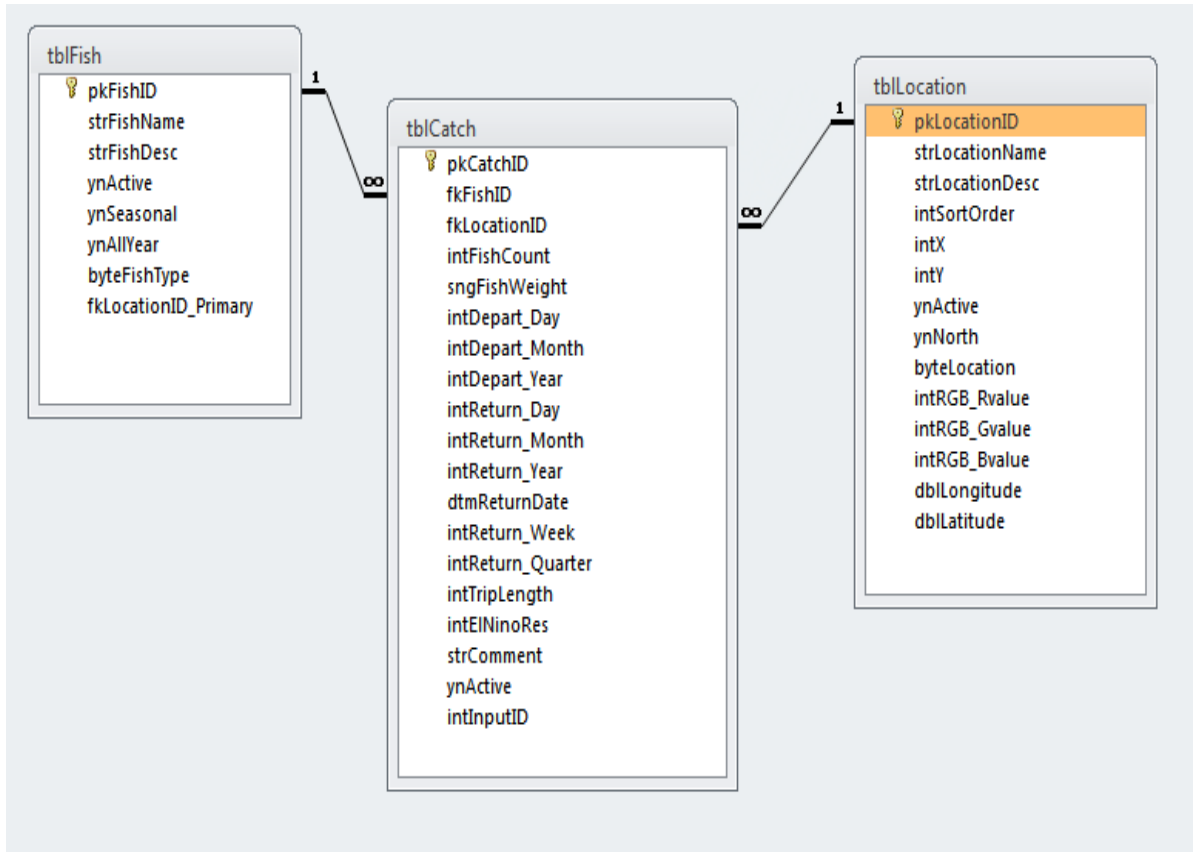 tblFish
pkFishID
strFishName
strFishDesc
ynActive
ynSeasonal
ynAllYear
byteFishType
fkLocationID_Primary
1
∞
tblCatch
pkCatchID
fkFishID
fkLocationID
intFishCount
sngFishWeight
intDepart_Day
intDepart_Month
intDepart_Year
intReturn_Day
intReturn_Month
intReturn_Year
dtmReturnDate
intReturn_Week
intReturn_Quarter
intTripLength
intElNinoRes
strComment
ynActive
intInputID
∞
1
tblLocation
pkLocationID
strLocationName
strLocationDesc
intSortOrder
intX
intY
ynActive
ynNorth
byteLocation
intRGB_Rvalue
intRGB_Gvalue
intRGB_Bvalue
dblLongitude
dblLatitude